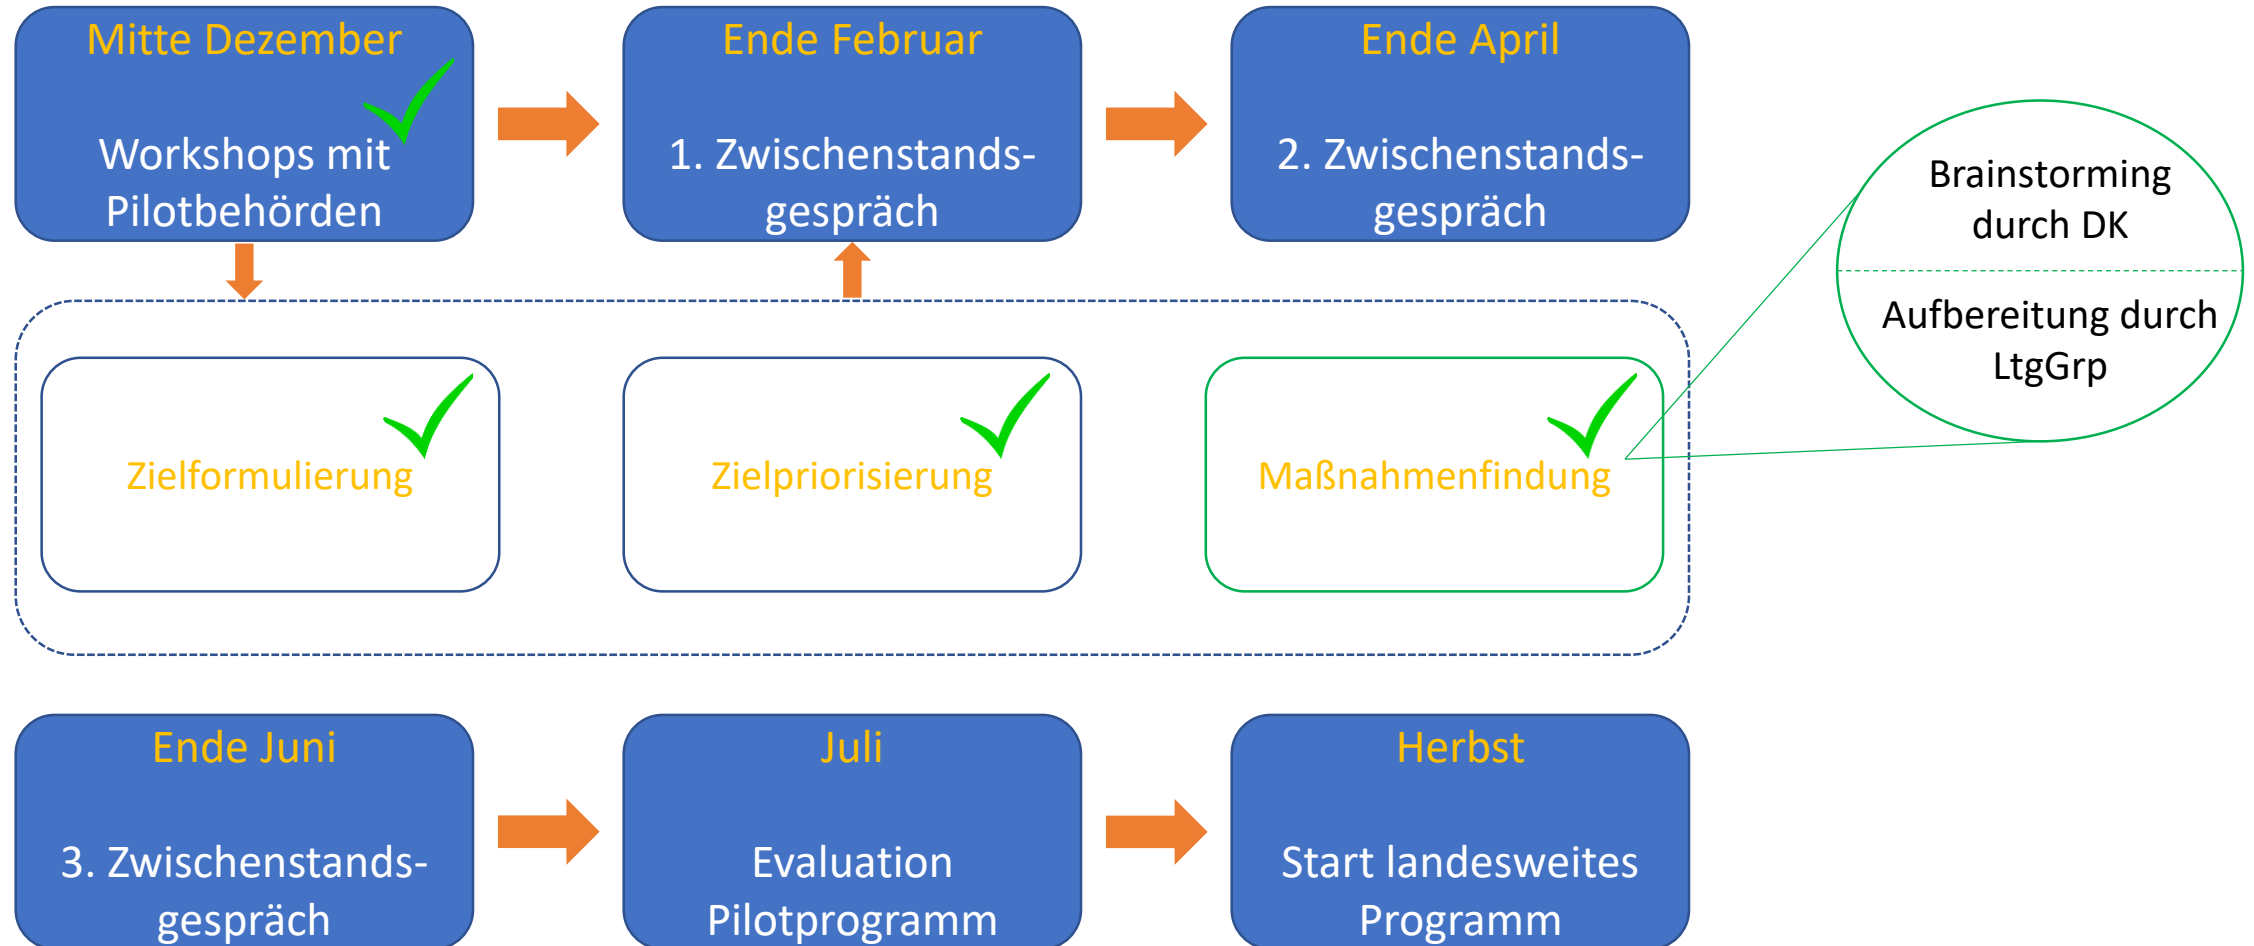 Mitte Dezember
Workshops mit
Pilotbehörden
Ende Februar
1. Zwischenstands-
gespräch
Ende April
2. Zwischenstands-
gespräch
Brainstorming
durch DK
Aufbereitung durch
LtgGrp
Zielformulierung
Zielpriorisierung
Maßnahmenfindung
Ende Juni
3. Zwischenstands-
gespräch
Juli
Evaluation
Pilotprogramm
Herbst
Start landesweites
Programm